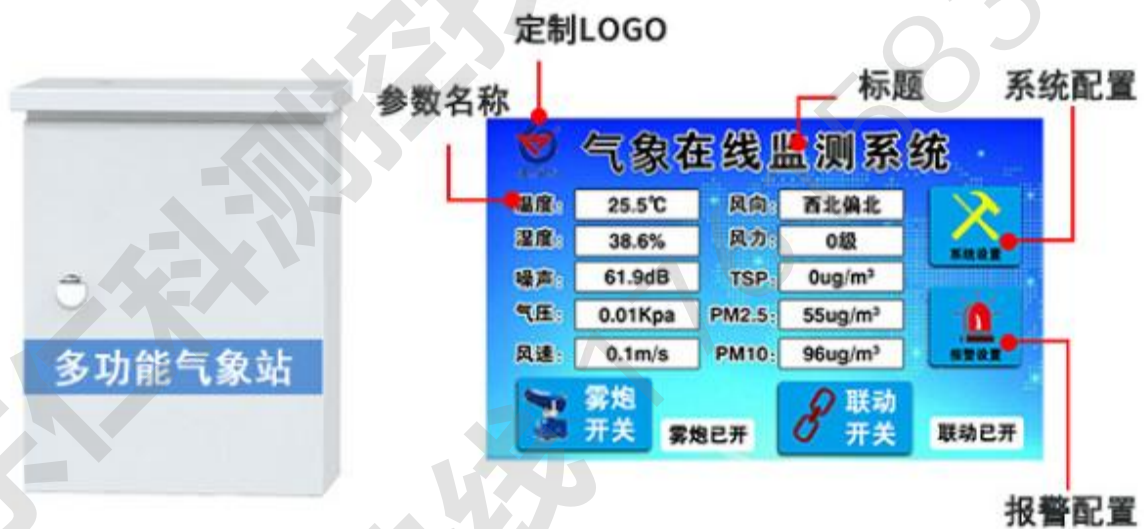 定制LOGO
参数名称
标题
系统配置
气象在线监测系统
温度: 25.5℃ 风向: 西北偏北
湿度: 38.6% 风力: 0级
系统设置
噪声: 61.9dB TSP: 0ug/m³
气压: 0.01Kpa PM2.5: 55ug/m³
风速: 0.1m/s PM10: 96ug/m³
报警设置
多功能气象站
雾炮
开关
雾炮已开
联动
开关
联动已开
报警配置